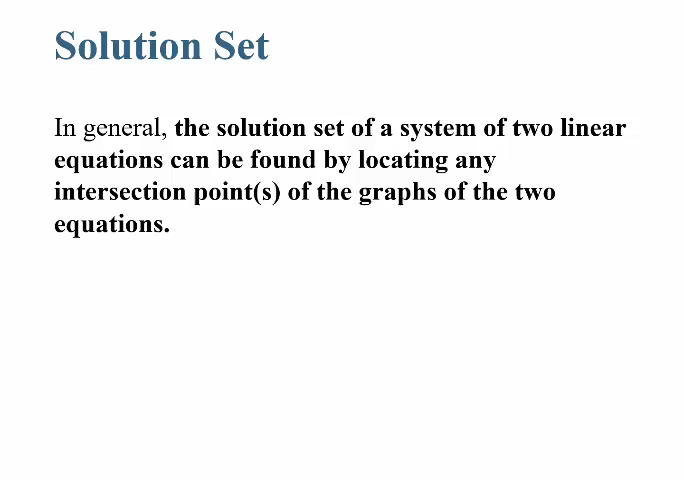 Solution Set
In general, the solution set of a system of two linear
equations can be found by locating any
intersection point(s) of the graphs of the two
equations.